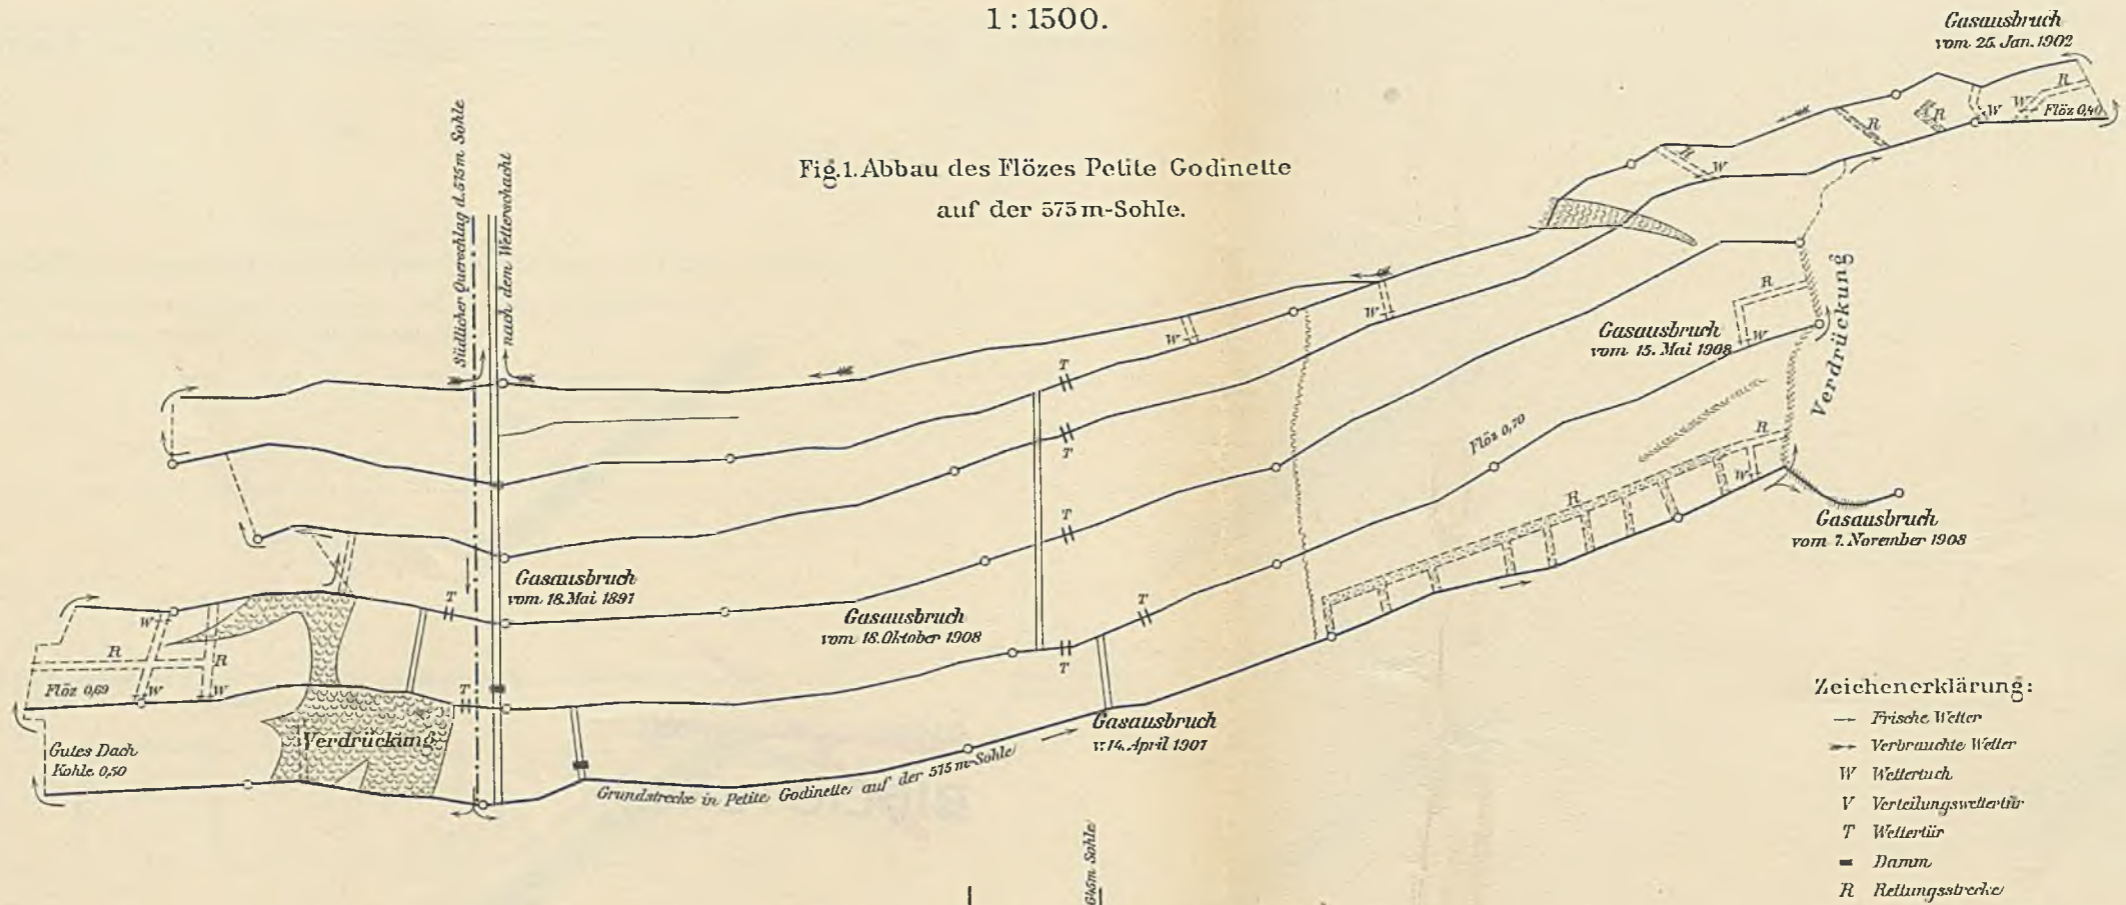 1 : 1500.
Gasausbruch
vom 25. Jan. 1902
Fig. 1. Abbau des Flözes Petite Godinette
auf der 575 m-Sohle.
Südlicher Querschlag d. 575 m Sohle
nach dem Wetterschacht
R
W
W
R
Flöz 0,40
R
R
W
R
W
W
Verdrückung
R
W
Gasausbruch
vom 15. Mai 1908
T
T
T
T
T
Flöz 0,70
R
R
W
Gasausbruch
vom 7. November 1908
Gasausbruch
vom 18. Mai 1891
Gasausbruch
vom 18. Oktober 1908
T
W
R
R
Flöz 0,69
W
W
T
Verdrückung
Gutes Dach
Kohle 0,50
Gasausbruch
v. 14. April 1907
Grundstrecke in Petite Godinette auf der 575 m-Sohle
645m Sohle
Zeichenerklärung:
Frische Wetter
Verbrauchte Wetter
W Wettertuch
V Verteilungswettertür
T Wettertür
Damm
R Rettungsstrecke